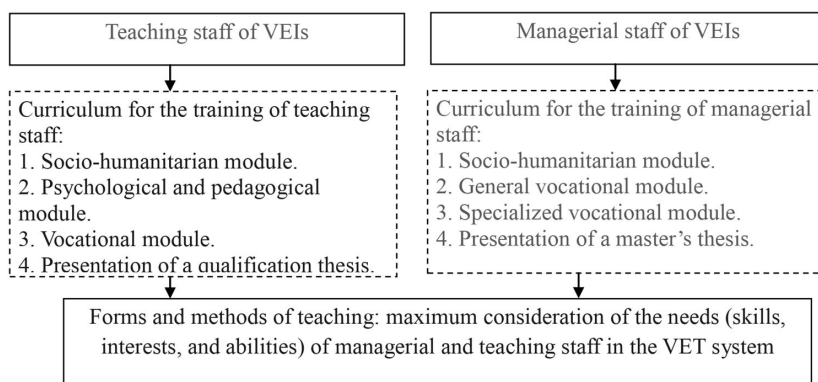 Teaching staff of VEIs
Managerial staff of VEIs
Curriculum for the training of teaching
staff:
1. Socio-humanitarian module.
2. Psychological and pedagogical
module.
3. Vocational module.
4. Presentation of a qualification thesis.
Curriculum for the training of managerial
staff:
1. Socio-humanitarian module.
2. General vocational module.
3. Specialized vocational module.
4. Presentation of a master’s thesis.
Forms and methods of teaching: maximum consideration of the needs (skills,
interests, and abilities) of managerial and teaching staff in the VET system